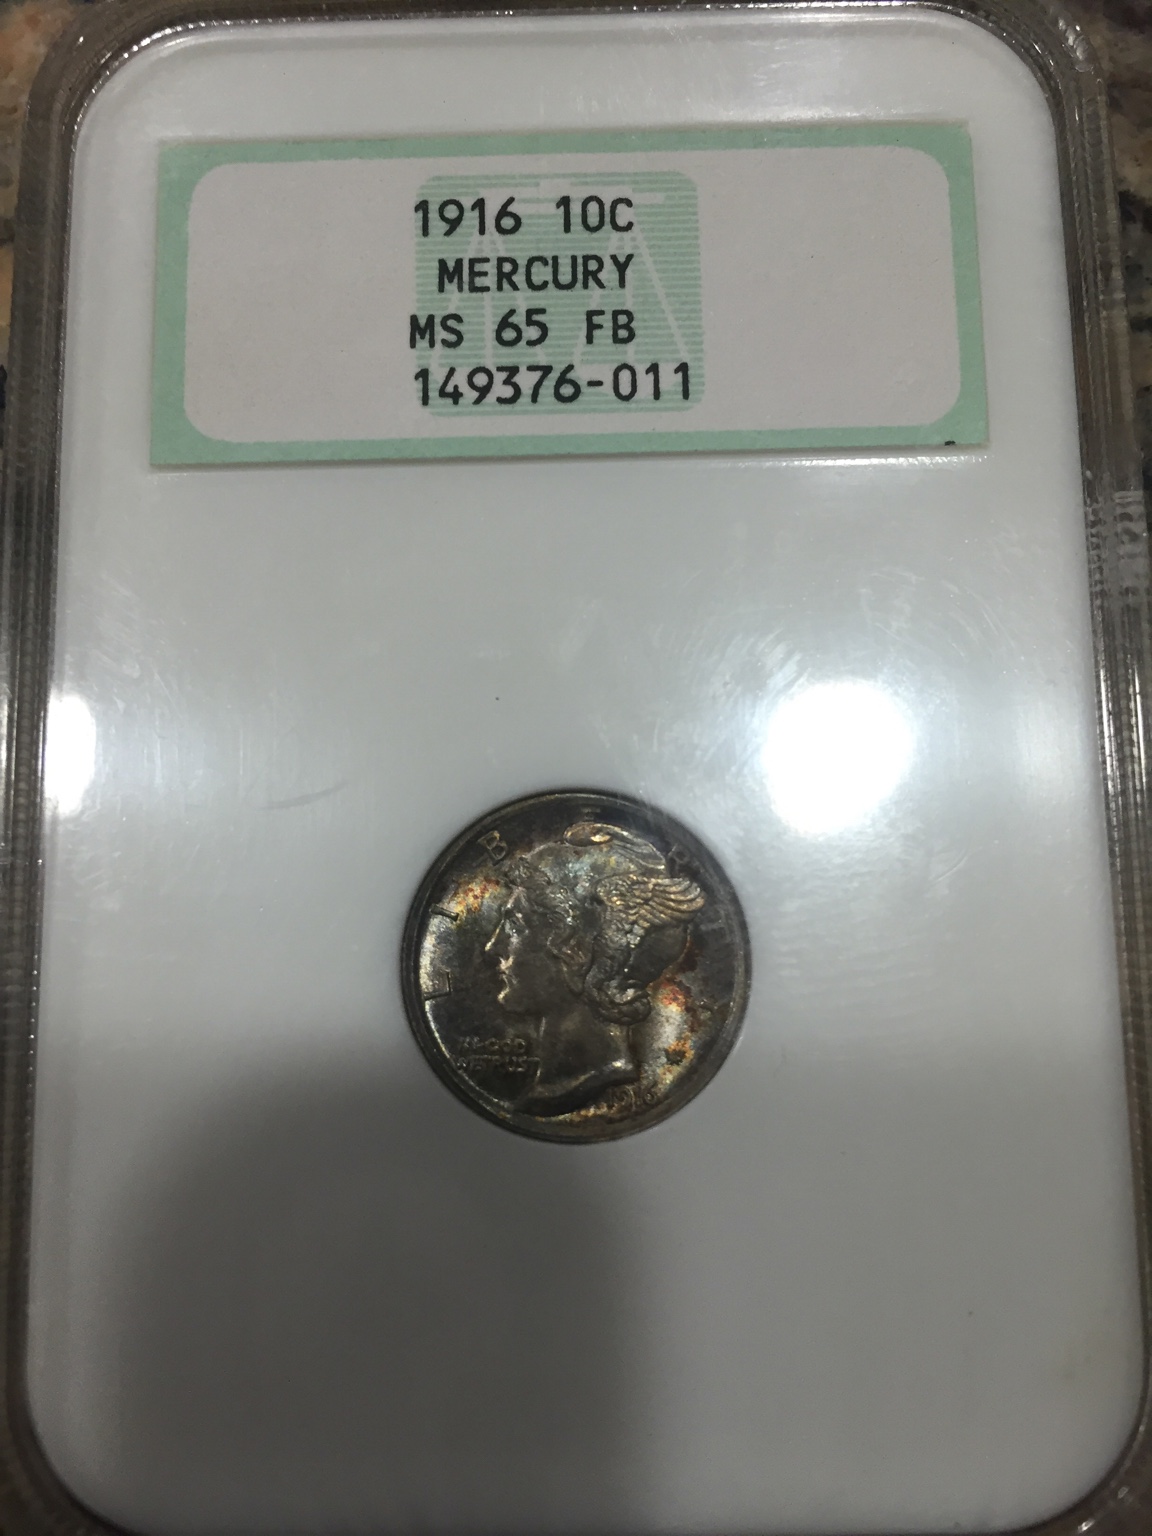 1916 10C
MERCURY
MS 65 FB
149376-011
LIBERTY
IN GOD
WE TRUST
1916